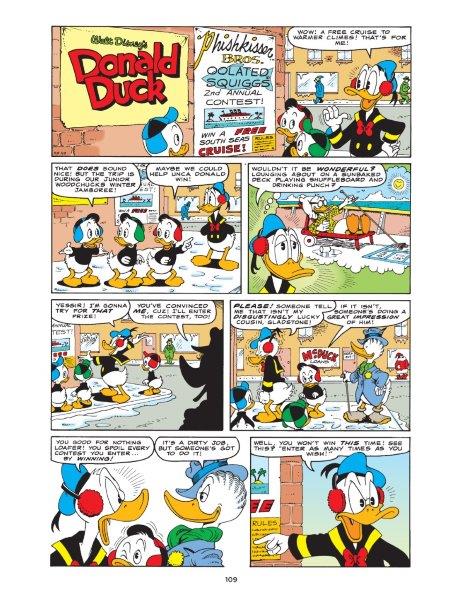 Walt Disney's
Donald
Duck
Phishkisser
BROS.
QOLATED
SQUIGGS
2ND ANNUAL
CONTEST!
WIN A FREE
SOUTH SEAS
CRUISE!
RULES
WOW! A FREE CRUISE TO
WARMER CLIMES! THAT'S FOR
ME!
THAT DOES SOUND
NICE! BUT THE TRIP IS
DURING OUR JUNIOR
WOODCHUCKS WINTER
JAMBOREE!
MAYBE WE COULD
HELP UNCA DONALD
WIN!
WOULDN'T IT BE WONDERFUL?
LOUNGING ABOUT ON A SUNBAKED
DECK PLAYING SHUFFLEBOARD AND
DRINKING PUNCH?
YESSIR! I'M GONNA
TRY FOR THAT
PRIZE!
YOU'VE CONVINCED
ME, CUZ! I'LL ENTER
THE CONTEST, TOO!
PLEASE! SOMEONE TELL
ME THAT ISN'T MY
DISGUSTINGLY LUCKY
COUSIN, GLADSTONE!
IF IT ISN'T,
SOMEONE'S DOING A
GREAT IMPRESSION
OF HIM!
McDUCK
LOANS
YOU GOOD FOR NOTHING
LOAFER! YOU SPOIL EVERY
CONTEST YOU ENTER...
BY WINNING!
IT'S A DIRTY JOB,
BUT SOMEONE'S GOT
TO DO IT!
WELL, YOU WON'T WIN THIS TIME! SEE
THIS? "ENTER AS MANY TIMES AS YOU
WISH!"
RULES
109